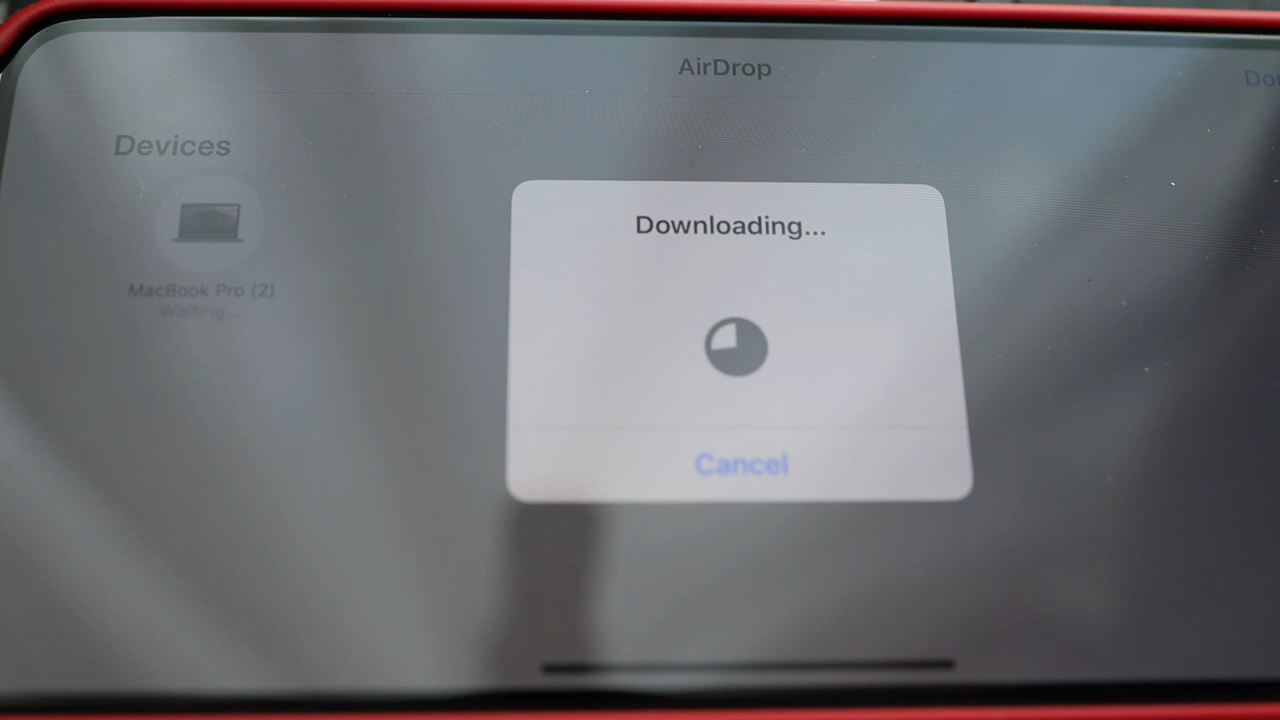 AirDrop
Devices
MacBook Pro (2)
Waiting...
Downloading...
Cancel